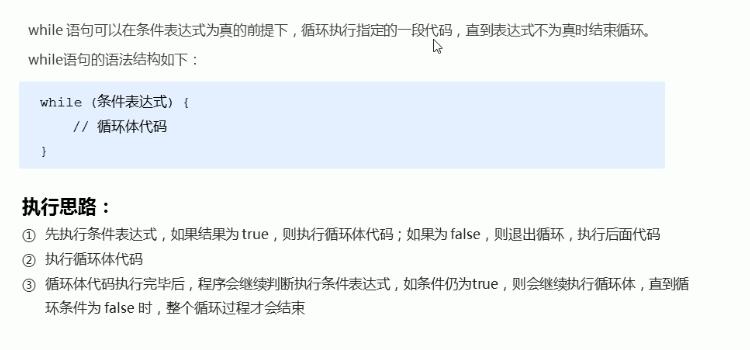 while 语句可以在条件表达式为真的前提下，循环执行指定的一段代码，直到表达式不为真时结束循环。
while语句的语法结构如下：
while (条件表达式) {
// 循环体代码
}
执行思路：
① 先执行条件表达式，如果结果为 true，则执行循环体代码；如果为 false，则退出循环，执行后面代码
② 执行循环体代码
③ 循环体代码执行完毕后，程序会继续判断执行条件表达式，如条件仍为true，则会继续执行循环体，直到循
环条件为 false 时，整个循环过程才会结束